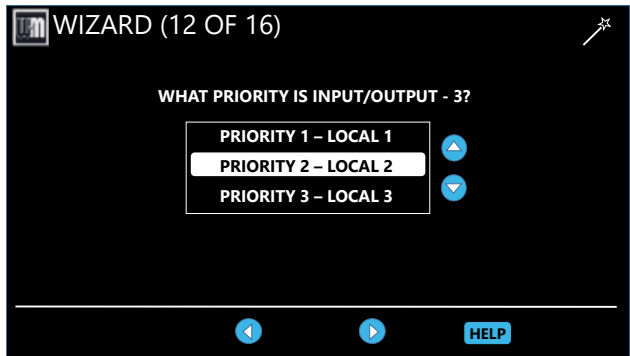 WIZARD (12 OF 16)
WHAT PRIORITY IS INPUT/OUTPUT - 3?
PRIORITY 1 – LOCAL 1
PRIORITY 2 – LOCAL 2
PRIORITY 3 – LOCAL 3
HELP